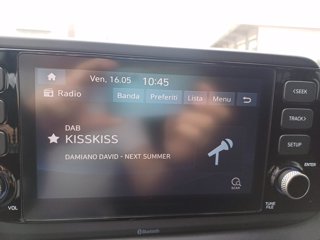 Ven. 16.05 10:45
Radio
Banda Preferiti Lista Menu
DAB
KISSKISS
DAMIANO DAVID - NEXT SUMMER
SCAN
SEEK
TRACK
SETUP
ENTER
VOL
TUNE
FILE
Bluetooth